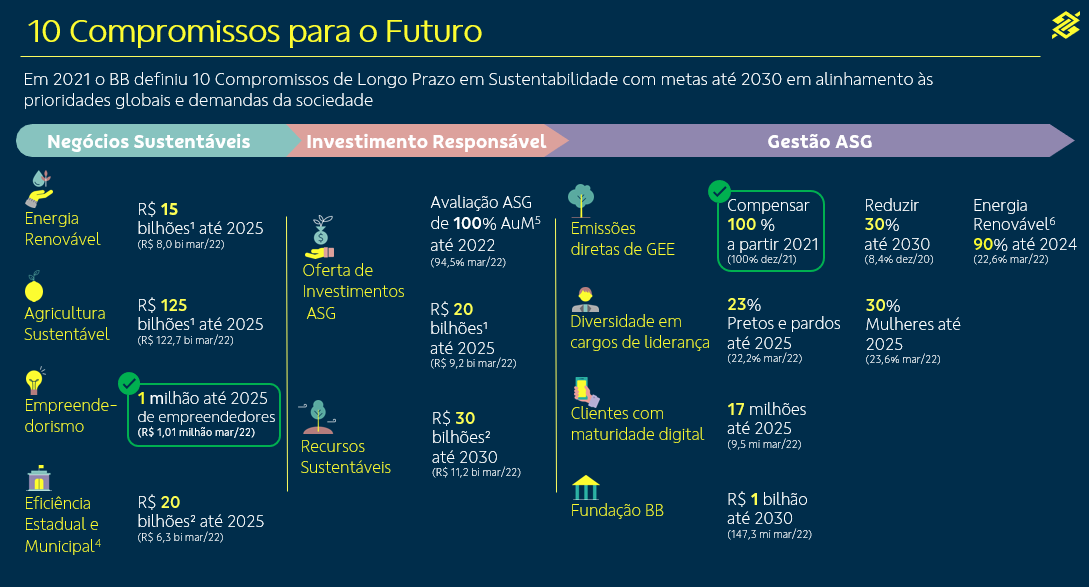 10 Compromissos para o Futuro
Em 2021 o BB definiu 10 Compromissos de Longo Prazo em Sustentabilidade com metas até 2030 em alinhamento às
prioridades globais e demandas da sociedade
Negócios Sustentáveis
Investimento Responsável
Gestão ASG
Energia
Renovável
R$ 15
bilhões¹ até 2025
(R$ 8,0 bi mar/22)
Agricultura
Sustentável
R$ 125
bilhões¹ até 2025
(R$ 122,7 bi mar/22)
Empreende-
dorismo
1 milhão até 2025
de empreendedores
(R$ 1,01 milhão mar/22)
Eficiência
Estadual e
Municipal⁴
R$ 20
bilhões² até 2025
(R$ 6,3 bi mar/22)
Oferta de
Investimentos
ASG
Avaliação ASG
de 100% AuM⁵
até 2022
(94,5% mar/22)
R$ 20
bilhões¹
até 2025
(R$ 9,2 bi mar/22)
Recursos
Sustentáveis
R$ 30
bilhões²
até 2030
(R$ 11,2 bi mar/22)
Emissões
diretas de GEE
Compensar
100 %
a partir 2021
(100% dez/21)
Reduzir
30%
até 2030
(8,4% dez/20)
Energia
Renovável⁶
90% até 2024
(22,6% mar/22)
Diversidade em
cargos de liderança
23%
Pretos e pardos
até 2025
(22,2% mar/22)
30%
Mulheres até
2025
(23,6% mar/22)
Clientes com
maturidade digital
17 milhões
até 2025
(9,5 mi mar/22)
Fundação BB
R$ 1 bilhão
até 2030
(147,3 mi mar/22)